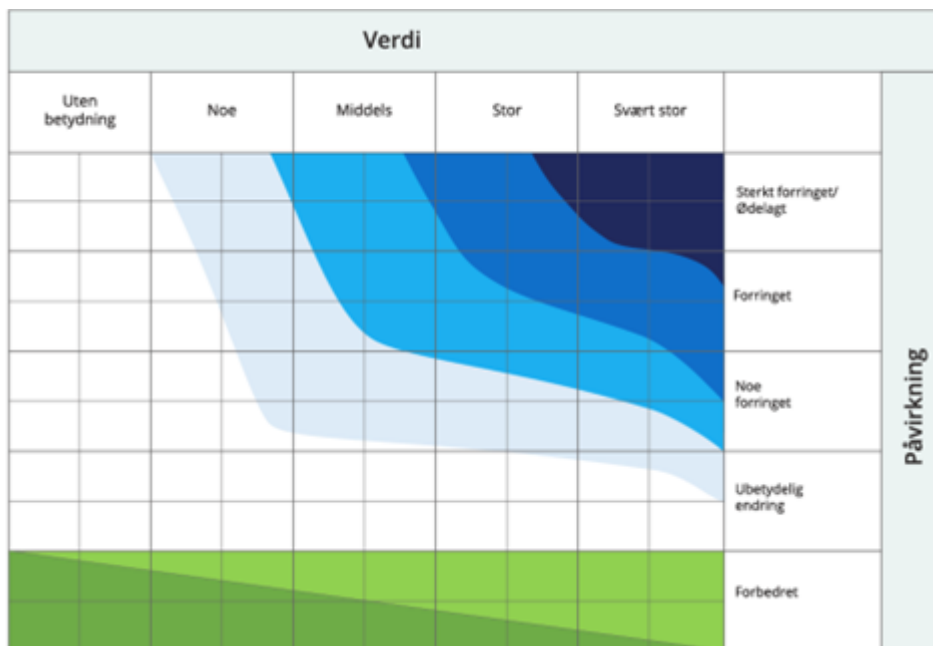 Verdi
Uten
betydning
Noe
Middels
Stor
Svært stor
Sterkt forringet/
Ødelagt
Forringet
Noe
forringet
Ubetydelig
endring
Forbedret
Påvirkning